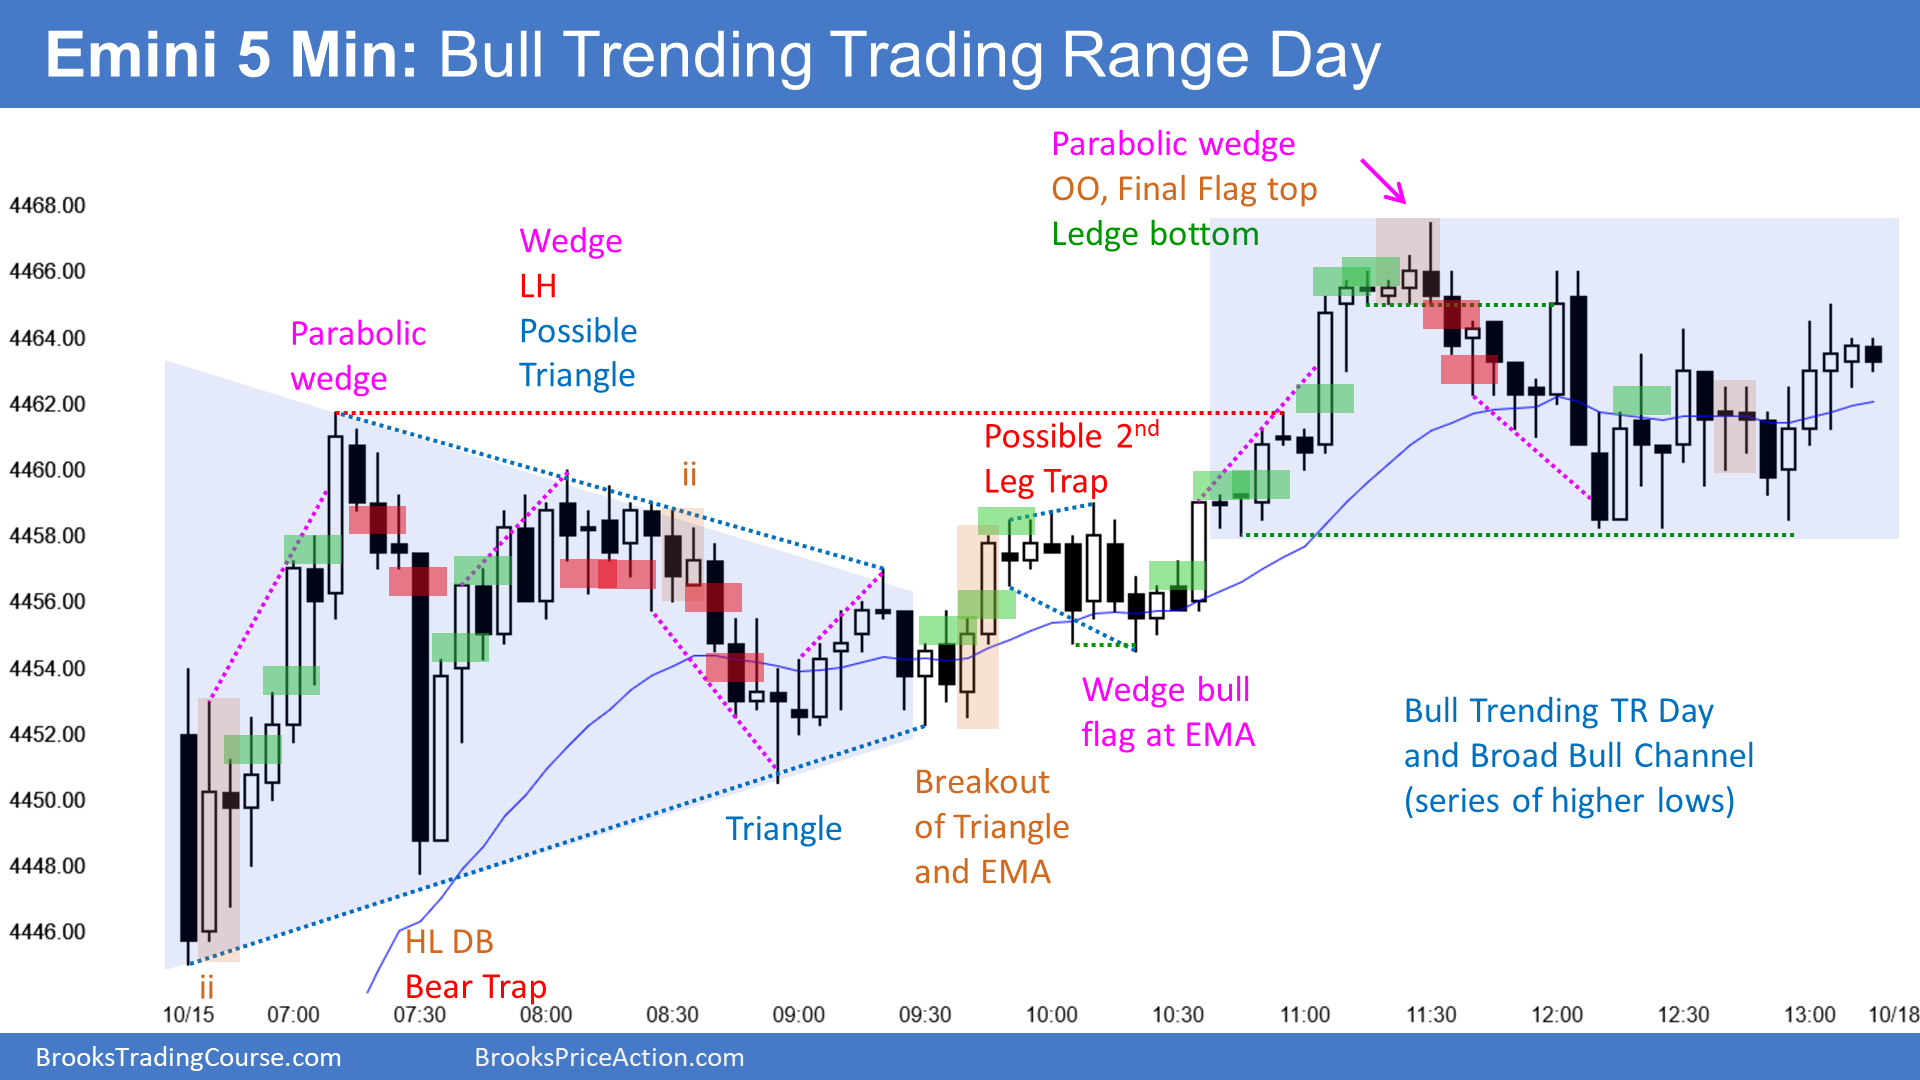 Emini 5 Min: Bull Trending Trading Range Day
Parabolic wedge
OO, Final Flag top
Ledge bottom
4468.00
4466.00
4464.00
4462.00
4460.00
4458.00
4456.00
4454.00
4452.00
4450.00
4448.00
4446.00
Parabolic
wedge
Wedge
LH
Possible
Triangle
ii
Possible 2nd
Leg Trap
Wedge bull
flag at EMA
Bull Trending TR Day
and Broad Bull Channel
(series of higher lows)
Triangle
Breakout
of Triangle
and EMA
HL DB
Bear Trap
ii
10/15 07:00 07:30 08:00 08:30 09:00 09:30 10:00 10:30 11:00 11:30 12:00 12:30 13:00 10/18
BrooksTradingCourse.com BrooksPriceAction.com